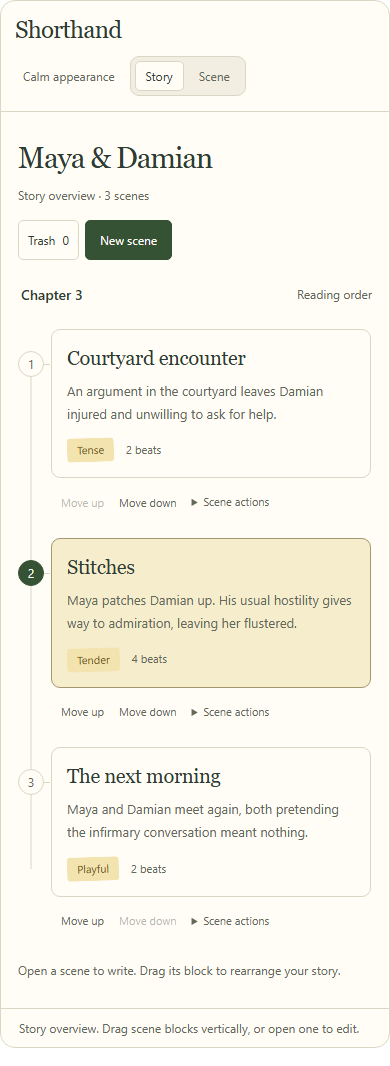 Shorthand
Calm appearance Story Scene
Maya & Damian
Story overview · 3 scenes
Trash 0 New scene
Chapter 3 Reading order
1 Courtyard encounter
An argument in the courtyard leaves Damian
injured and unwilling to ask for help.
Tense 2 beats
Move up Move down ▶ Scene actions
2 Stitches
Maya patches Damian up. His usual hostility gives
way to admiration, leaving her flustered.
Tender 4 beats
Move up Move down ▶ Scene actions
3 The next morning
Maya and Damian meet again, both pretending
the infirmary conversation meant nothing.
Playful 2 beats
Move up Move down ▶ Scene actions
Open a scene to write. Drag its block to rearrange your story.
Story overview. Drag scene blocks vertically, or open one to edit.